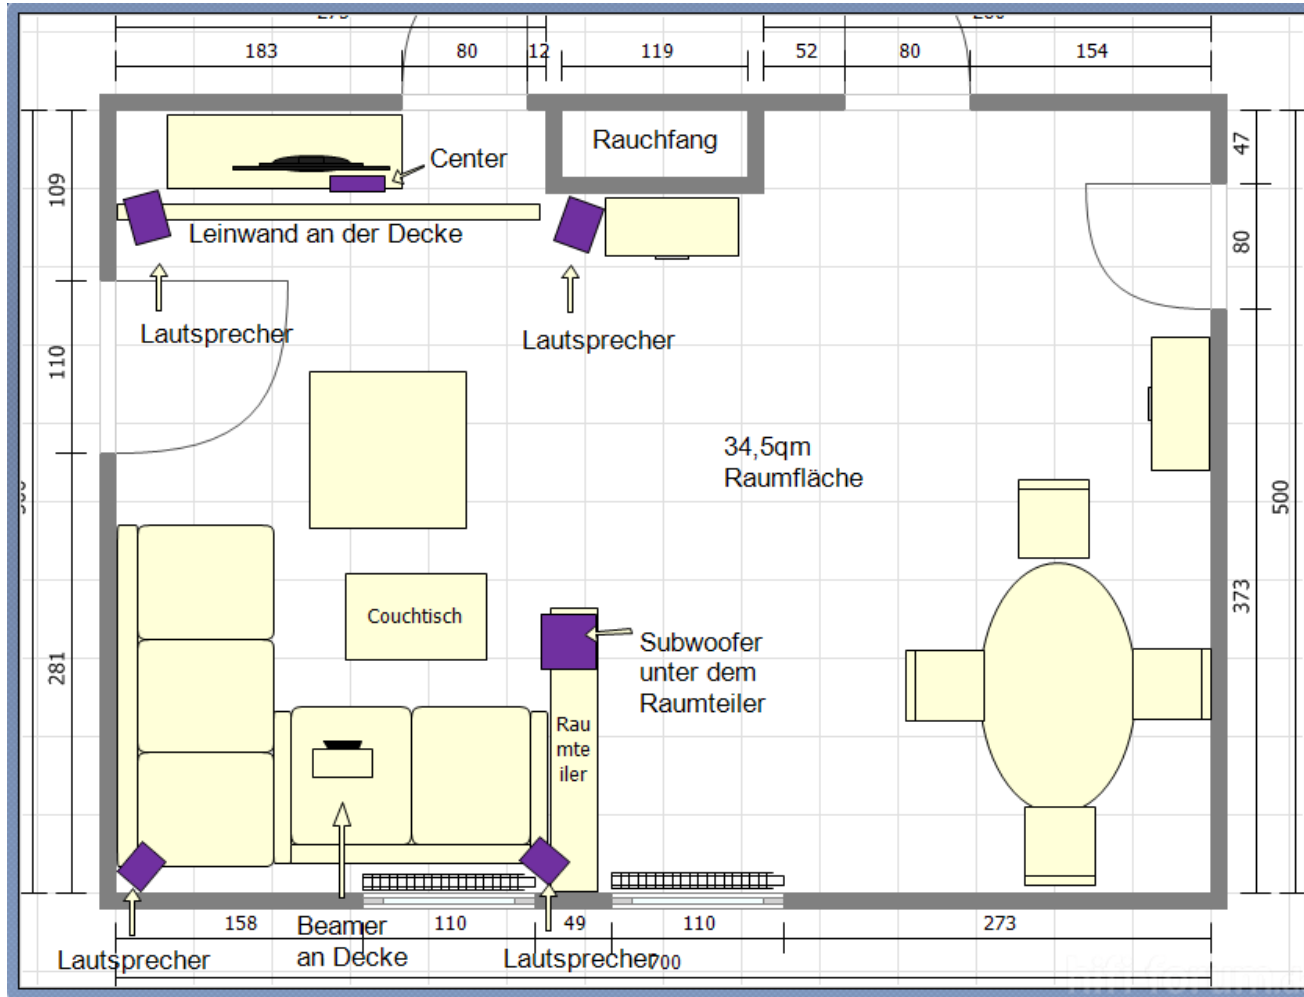 183
80
12
119
52
80
154
Rauchfang
Center
47
109
Leinwand an der Decke
80
Lautsprecher
Lautsprecher
110
34,5qm
Raumfläche
500
Couchtisch
373
Subwoofer
unter dem
Raumteiler
281
Rau
mte
iler
158
Beamer
an Decke
110
49
110
273
Lautsprecher
Lautsprecher
700